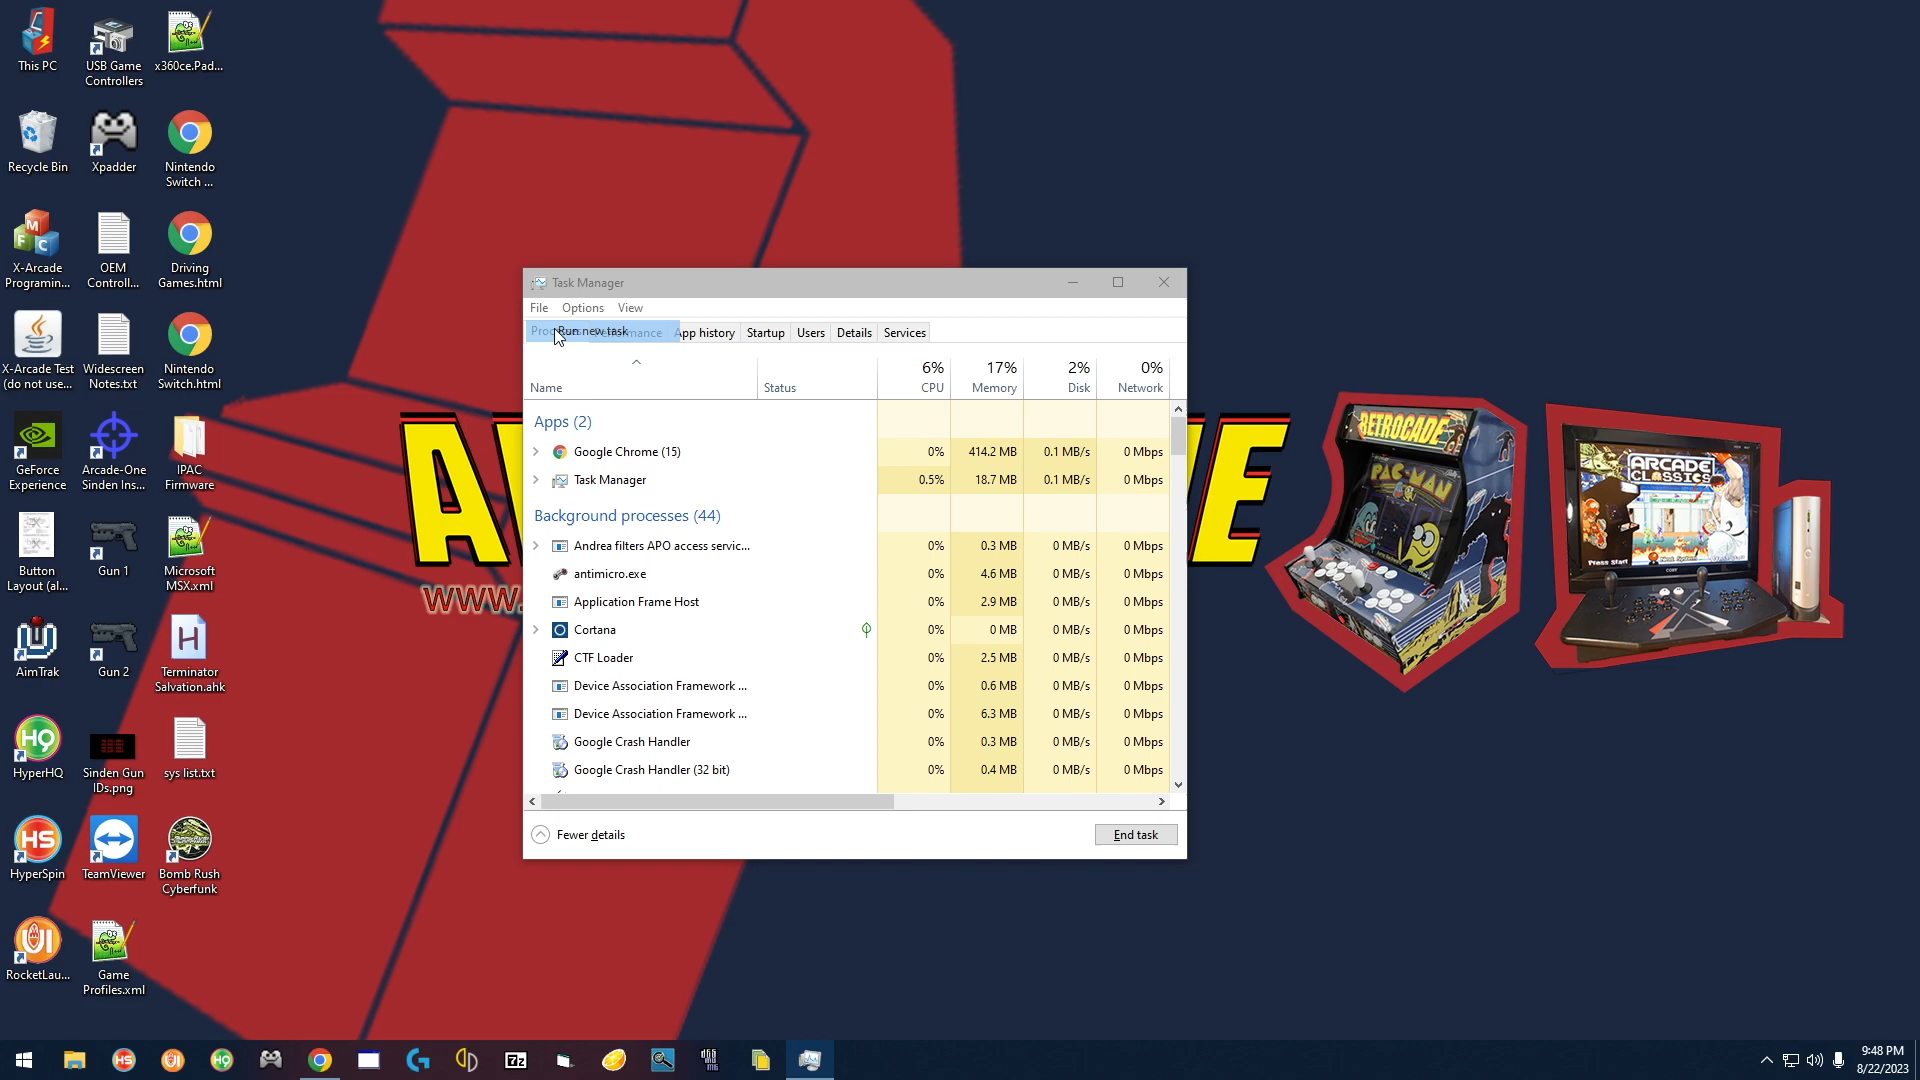 This PC
USB Game
Controllers
x360ce.Pad...
Recycle Bin
Xpadder
Nintendo
Switch ...
X-Arcade
Programin...
OEM
Controll...
Driving
Games.html
X-Arcade Test
(do not use...
Widescreen
Notes.txt
Nintendo
Switch.html
GeForce
Experience
Arcade-One
Sinden Ins...
IPAC
Firmware
Button
Layout (al...
Gun 1
Microsoft
MSX.xml
AimTrak
Gun 2
Terminator
Salvation.ahk
HyperHQ
Sinden Gun
IDs.png
sys list.txt
HyperSpin
TeamViewer
Bomb Rush
Cyberfunk
RocketLau...
Game
Profiles.xml
Task Manager
File Options View
Run new task
Performance App history Startup Users Details Services
6% 17% 2% 0%
Name Status CPU Memory Disk Network
Apps (2)
Google Chrome (15) 0% 414.2 MB 0.1 MB/s 0 Mbps
Task Manager 0.5% 18.7 MB 0.1 MB/s 0 Mbps
Background processes (44)
Andrea filters APO access servic... 0% 0.3 MB 0 MB/s 0 Mbps
antimicro.exe 0% 4.6 MB 0 MB/s 0 Mbps
Application Frame Host 0% 2.9 MB 0 MB/s 0 Mbps
Cortana 0% 0 MB 0 MB/s 0 Mbps
CTF Loader 0% 2.5 MB 0 MB/s 0 Mbps
Device Association Framework ... 0% 0.6 MB 0 MB/s 0 Mbps
Device Association Framework ... 0% 6.3 MB 0 MB/s 0 Mbps
Google Crash Handler 0% 0.3 MB 0 MB/s 0 Mbps
Google Crash Handler (32 bit) 0% 0.4 MB 0 MB/s 0 Mbps
Fewer details
End task
www.
E
RETROCADE
PAC-MAN
ARCADE
CLASSICS
Press Start
9:48 PM
8/22/2023